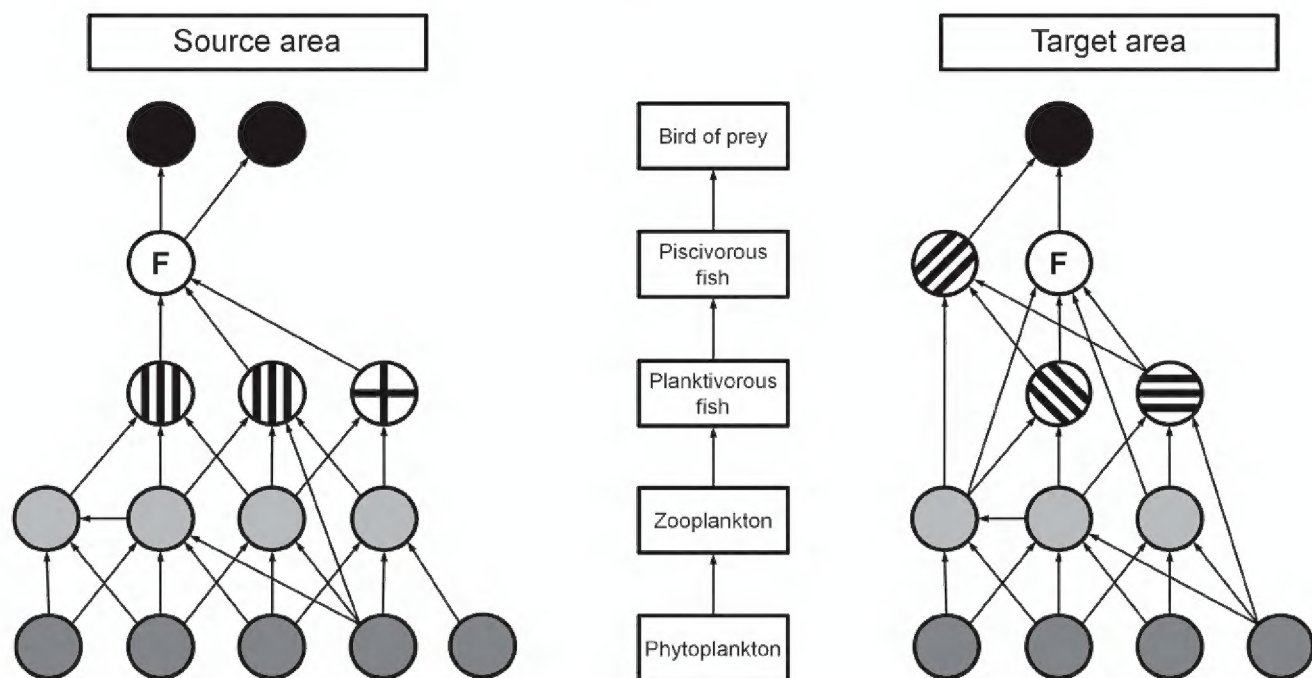 Source area
Target area
Bird of prey
F
Piscivorous
fish
F
Planktivorous
fish
Zooplankton
Phytoplankton